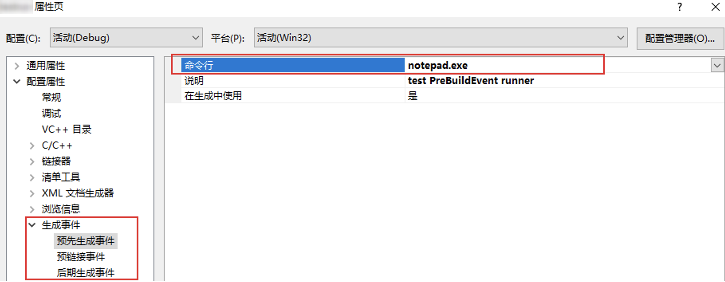 属性页
?
×
配置(C): 活动(Debug) 平台(P): 活动(Win32) 配置管理器(O)...
通用属性
配置属性
常规
调试
VC++ 目录
C/C++
链接器
清单工具
XML 文档生成器
浏览信息
生成事件
预先生成事件
预链接事件
后期生成事件
命令行 notepad.exe
说明 test PreBuildEvent runner
在生成中使用 是